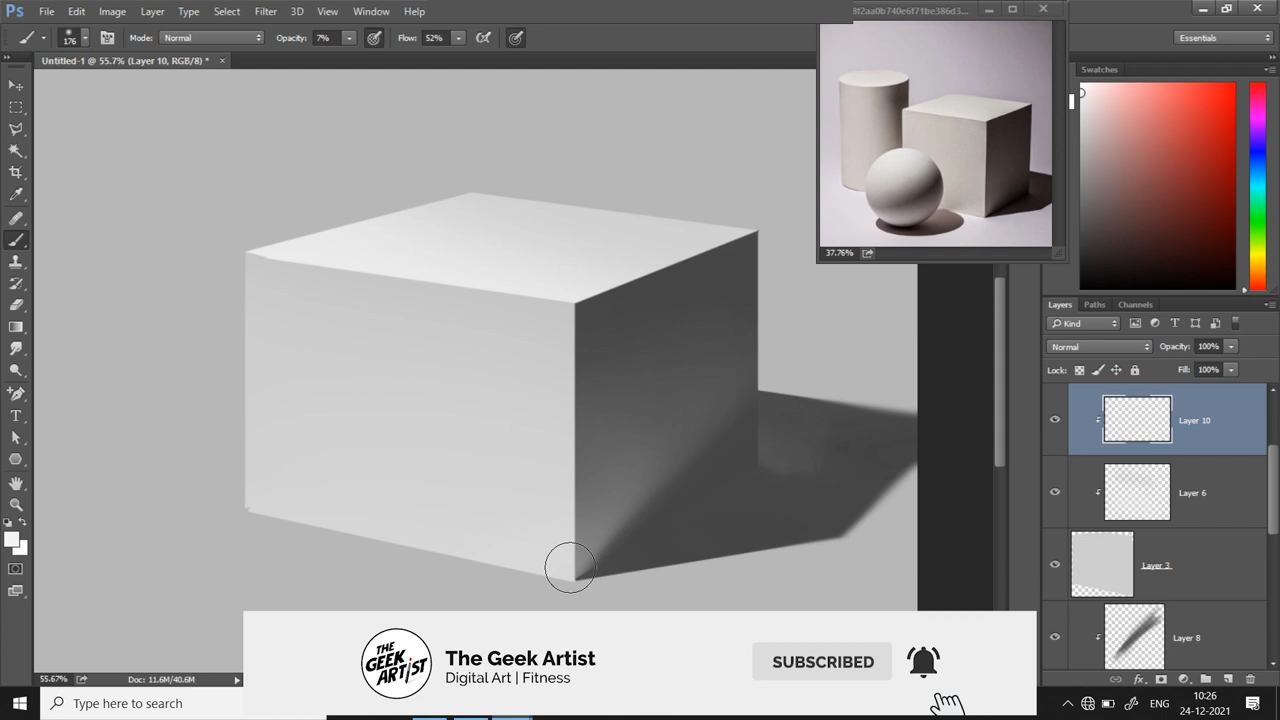 Ps File Edit Image Layer Type Select Filter 3D View Window Help
8f2aa0b740e6f71be386d3...
176 Mode: Normal Opacity: 7% Flow: 52% Essentials
Untitled-1 @ 55.7% (Layer 10, RGB/8) * ×
Swatches
37.76%
Layers Paths Channels
Kind
Normal Opacity: 100%
Lock: Fill: 100%
Layer 10
Layer 6
Layer 3
Layer 8
THE GEEK ARTIST
The Geek Artist
Digital Art | Fitness
SUBSCRIBED
55.67% Doc: 11.6M/40.6M
Type here to search
ENG
10:26
24-12-2021